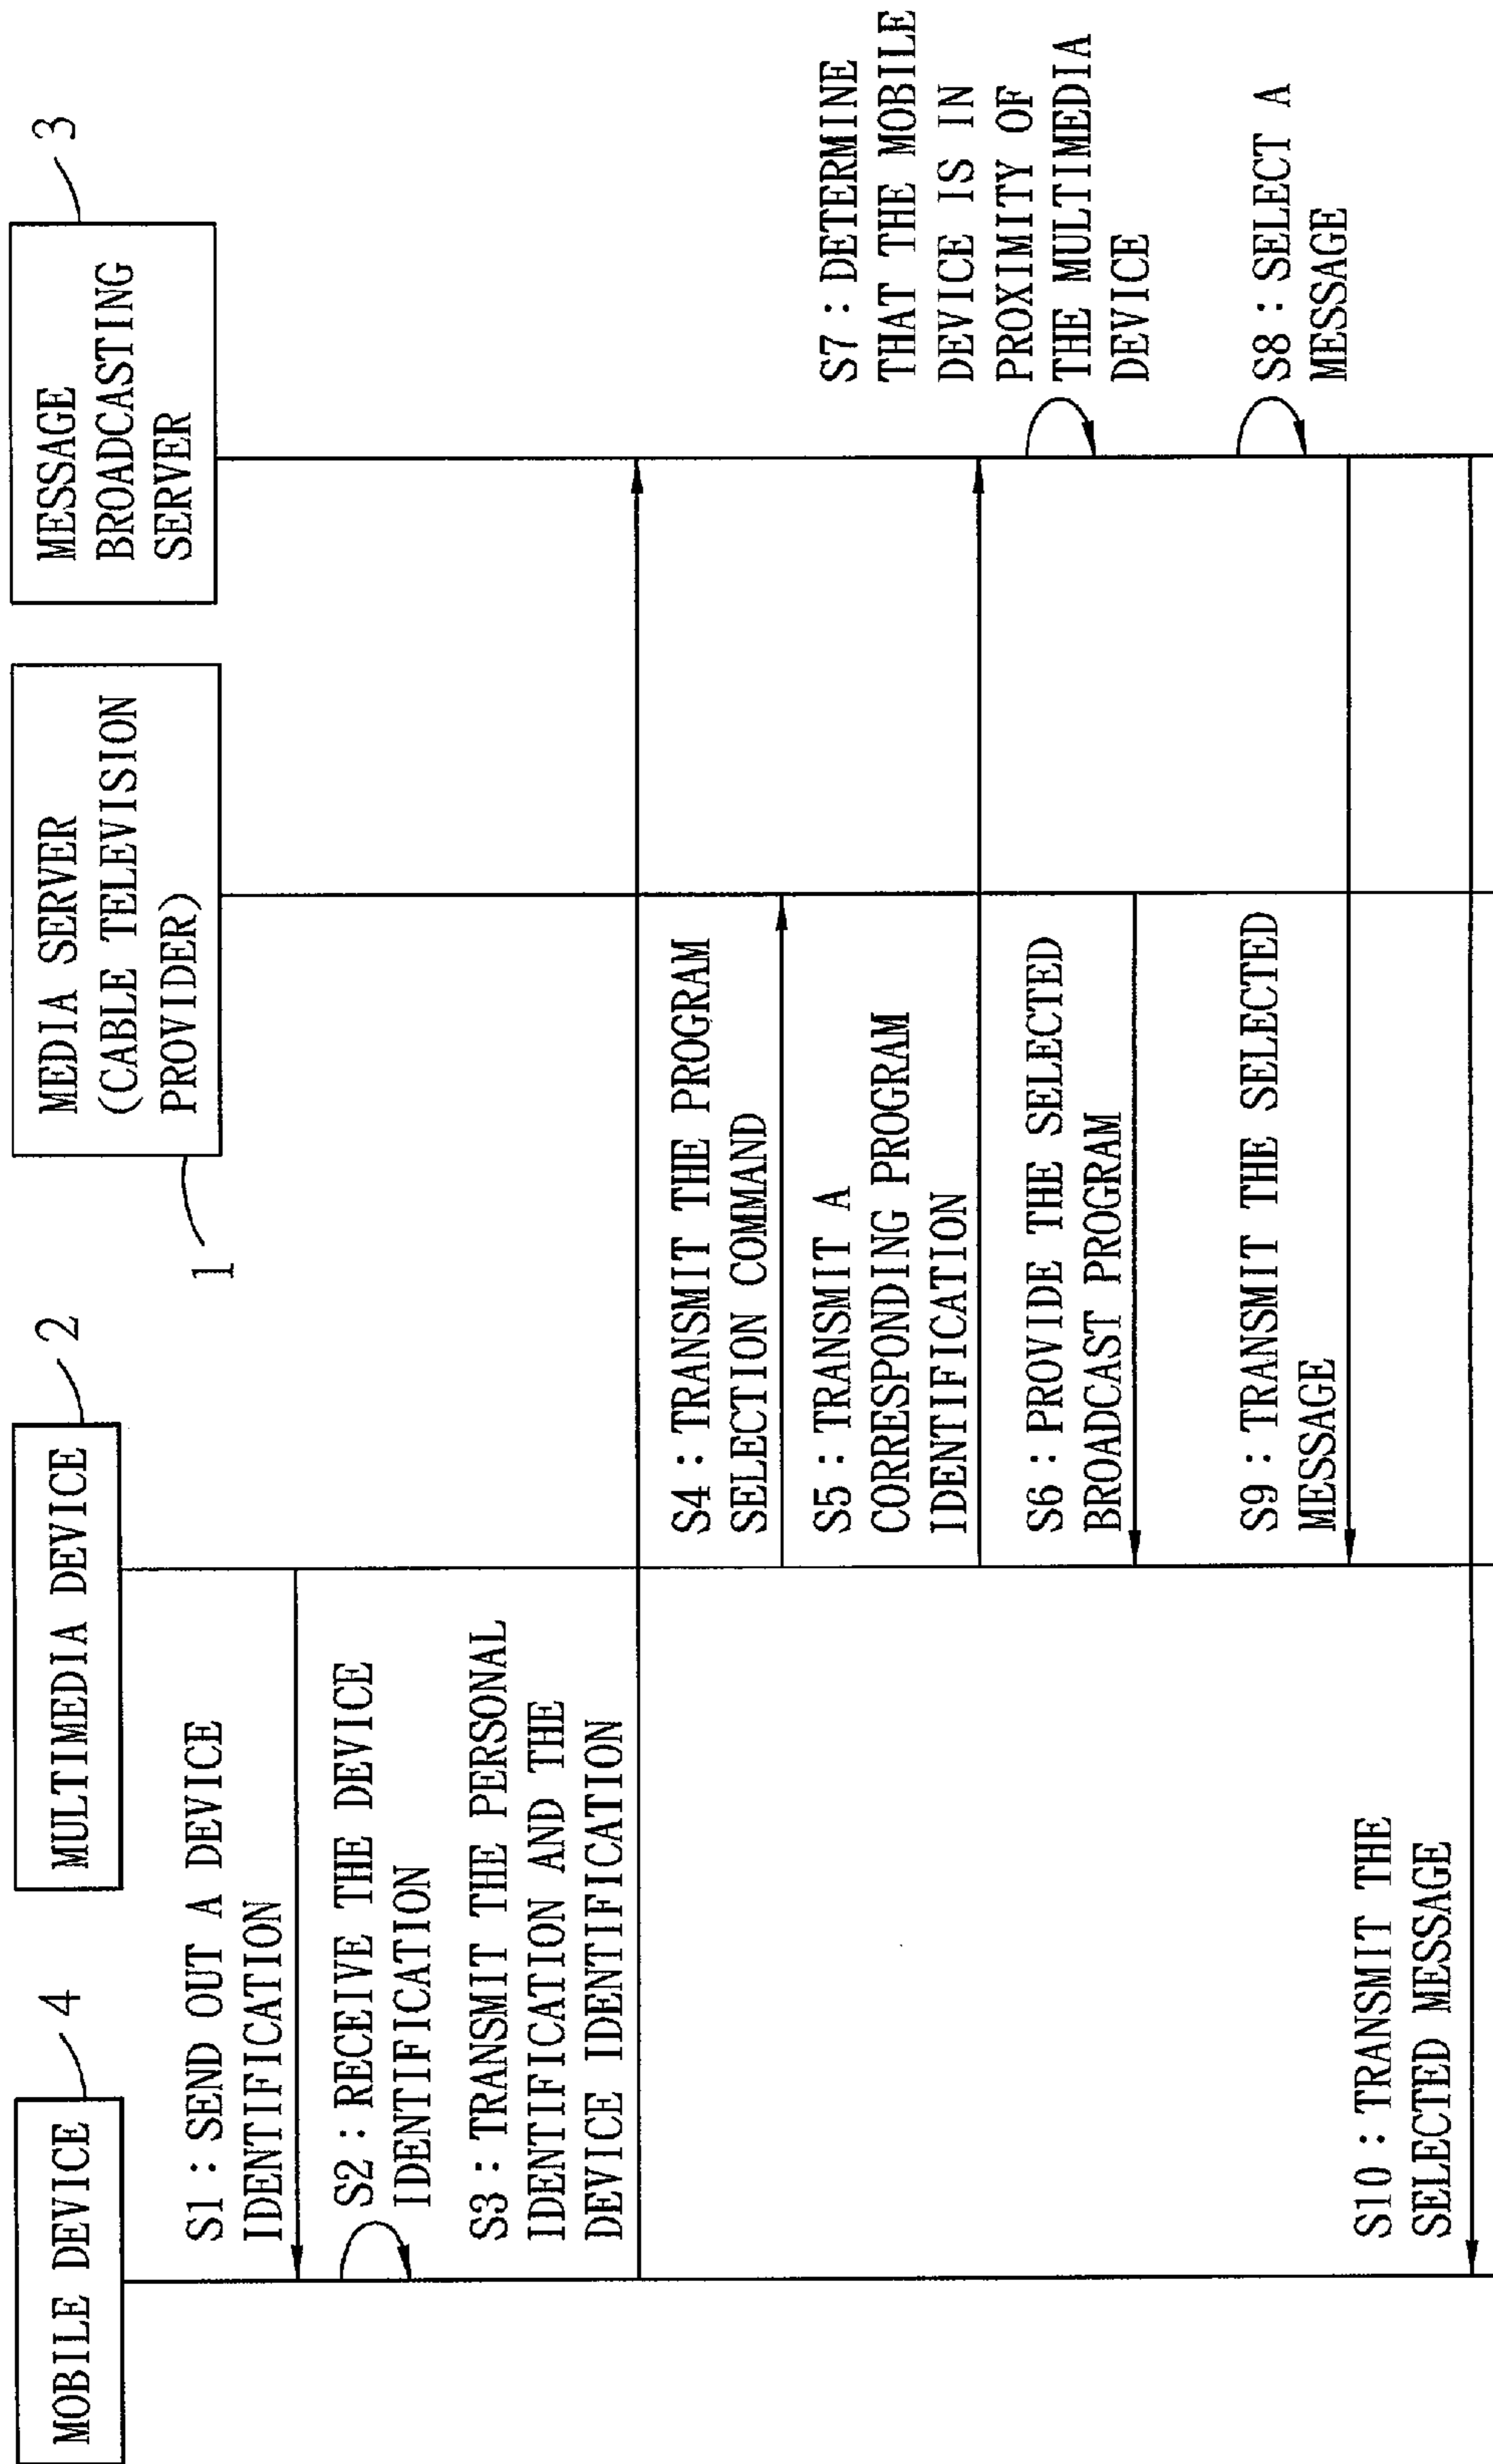 MOBILE DEVICE
4
MULTIMEDIA DEVICE
2
MEDIA SERVER
(CABLE TELEVISION
PROVIDER)
1
MESSAGE
BROADCASTING
SERVER
3
S1 : SEND OUT A DEVICE
IDENTIFICATION
S2 : RECEIVE THE DEVICE
IDENTIFICATION
S3 : TRANSMIT THE PERSONAL
IDENTIFICATION AND THE
DEVICE IDENTIFICATION
S4 : TRANSMIT THE PROGRAM
SELECTION COMMAND
S5 : TRANSMIT A
CORRESPONDING PROGRAM
IDENTIFICATION
S6 : PROVIDE THE SELECTED
BROADCAST PROGRAM
S7 : DETERMINE
THAT THE MOBILE
DEVICE IS IN
PROXIMITY OF
THE MULTIMEDIA
DEVICE
S8 : SELECT A
MESSAGE
S9 : TRANSMIT THE SELECTED
MESSAGE
S10 : TRANSMIT THE
SELECTED MESSAGE